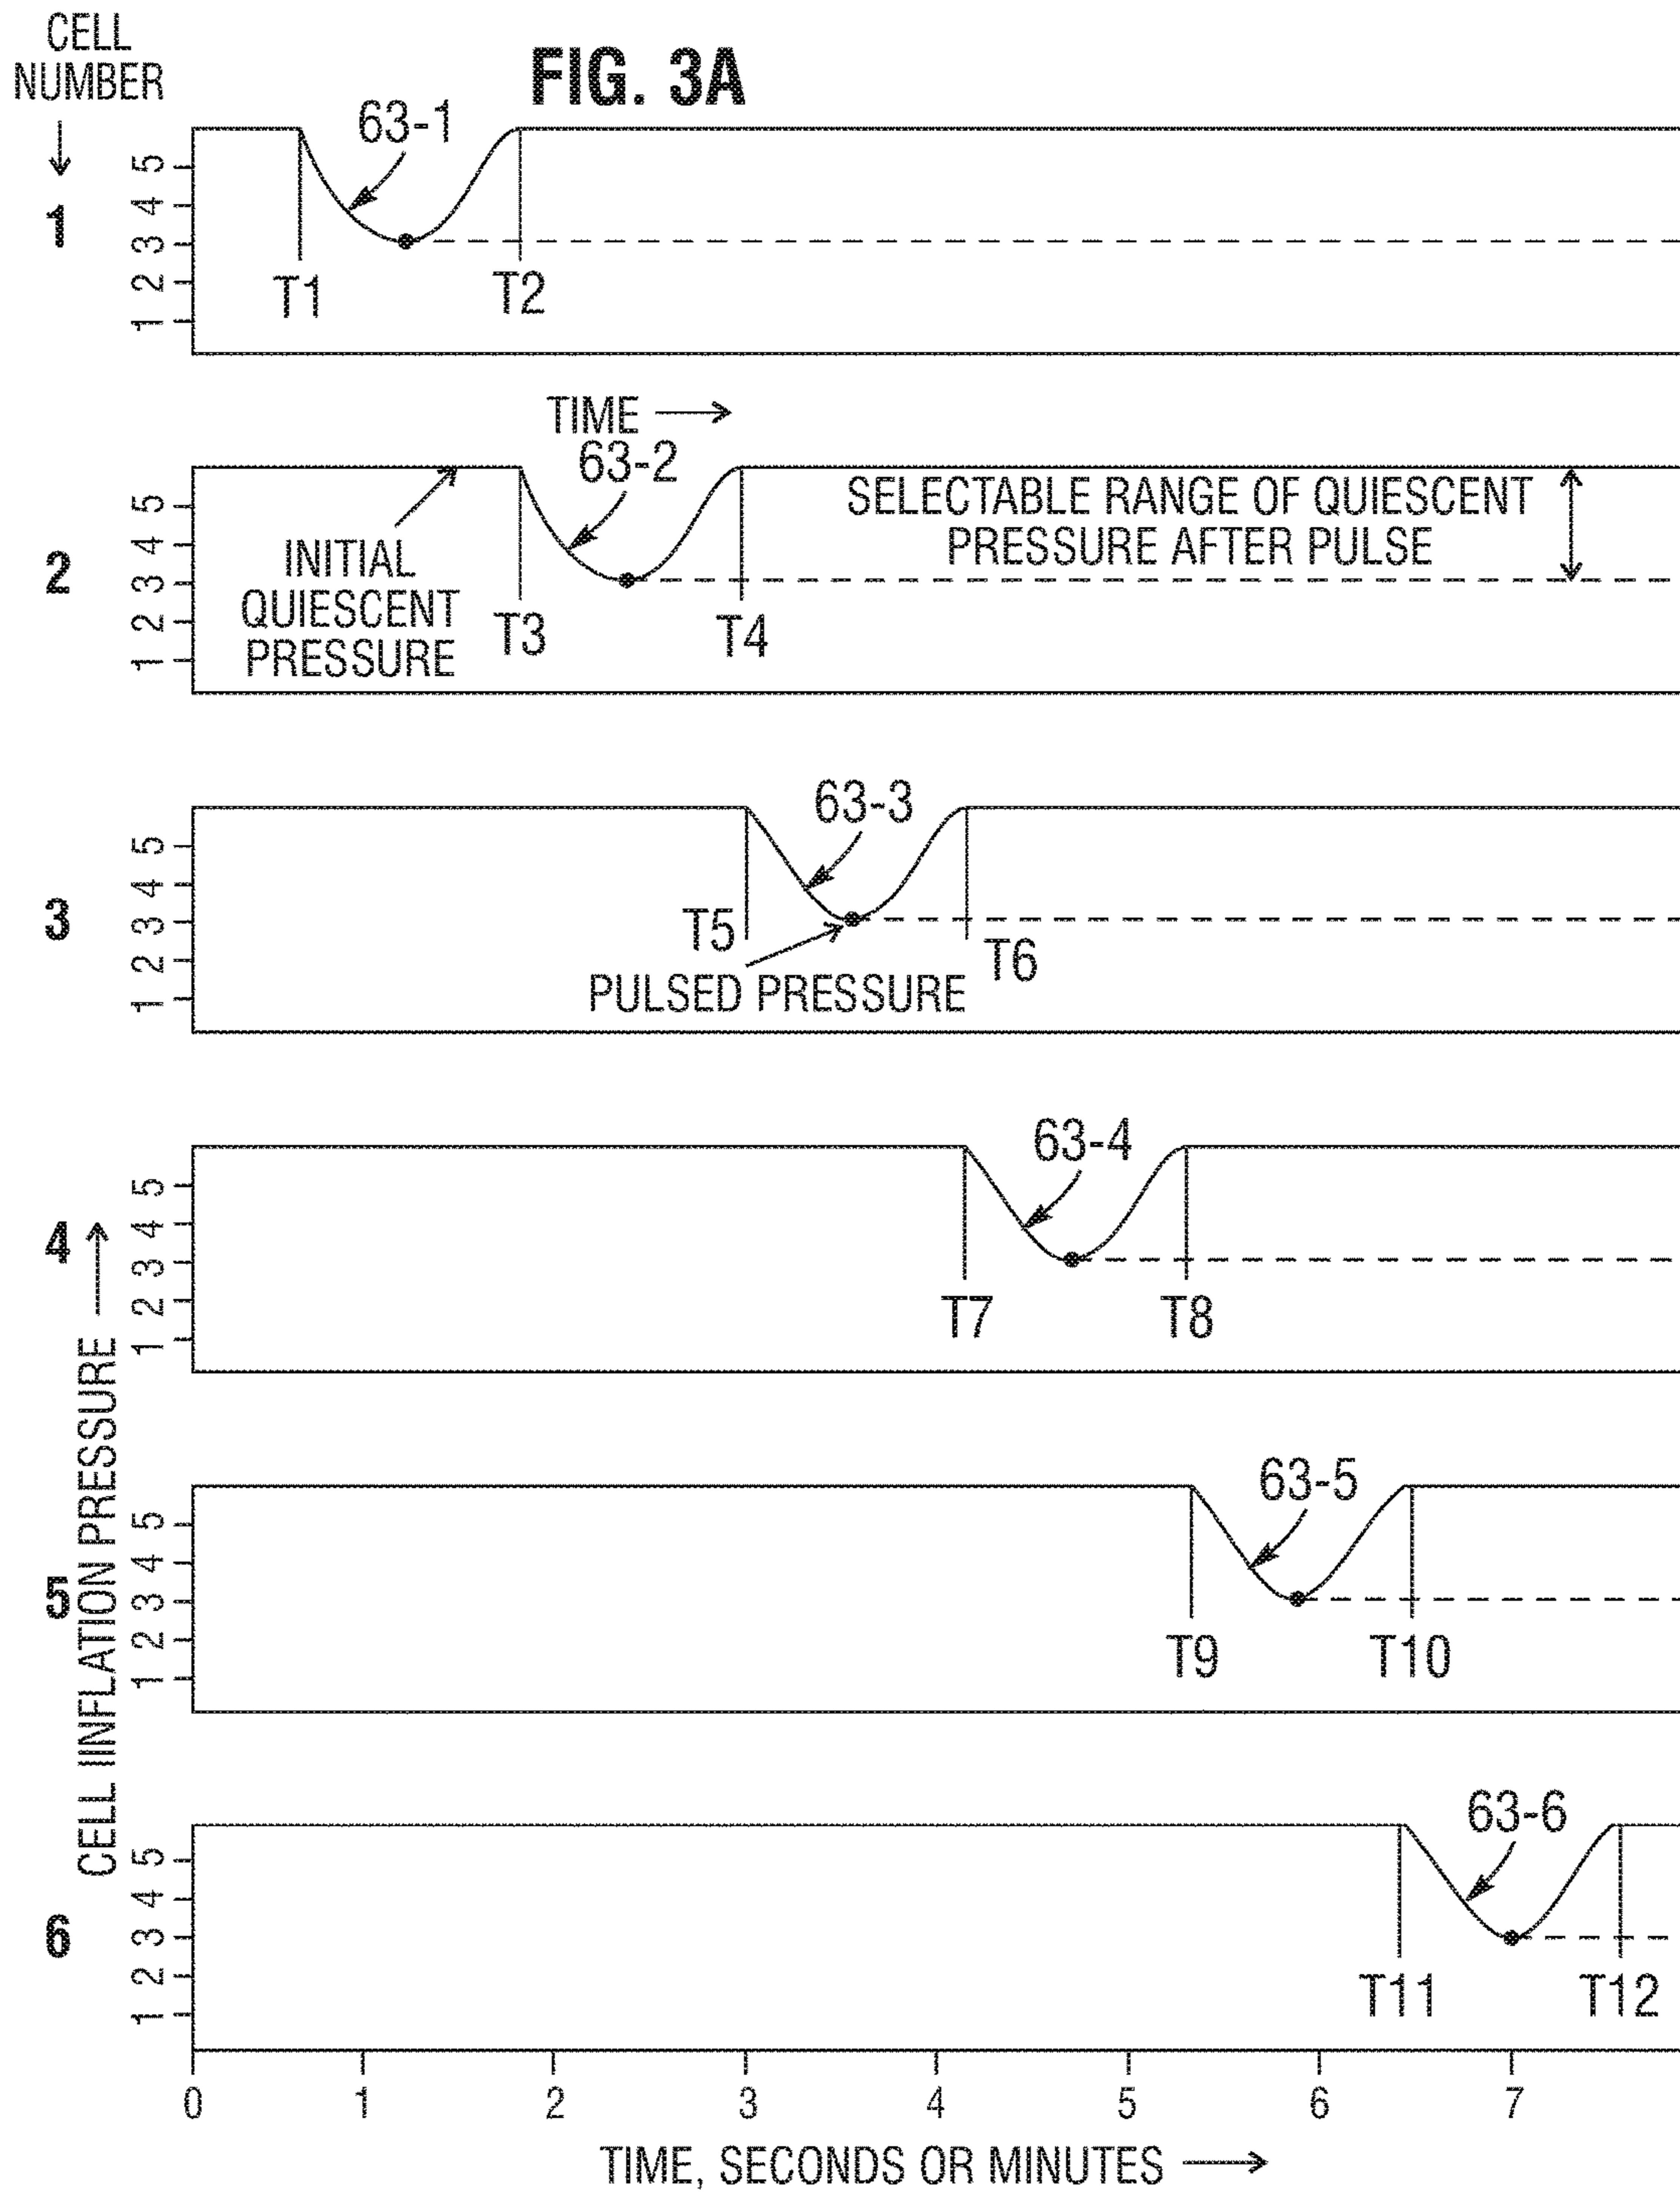 CELL
NUMBER
FIG. 3A
63-1
1
5
4
3
2
1
T1
T2
TIME
63-2
2
5
4
3
2
1
INITIAL
QUIESCENT
PRESSURE
T3
T4
SELECTABLE RANGE OF QUIESCENT
PRESSURE AFTER PULSE
3
5
4
3
2
1
63-3
T5
T6
PULSED PRESSURE
4
5
4
3
2
1
63-4
T7
T8
CELL IINFLATION PRESSURE
5
5
4
3
2
1
63-5
T9
T10
6
5
4
3
2
1
63-6
T11
T12
0 1 2 3 4 5 6 7
TIME, SECONDS OR MINUTES